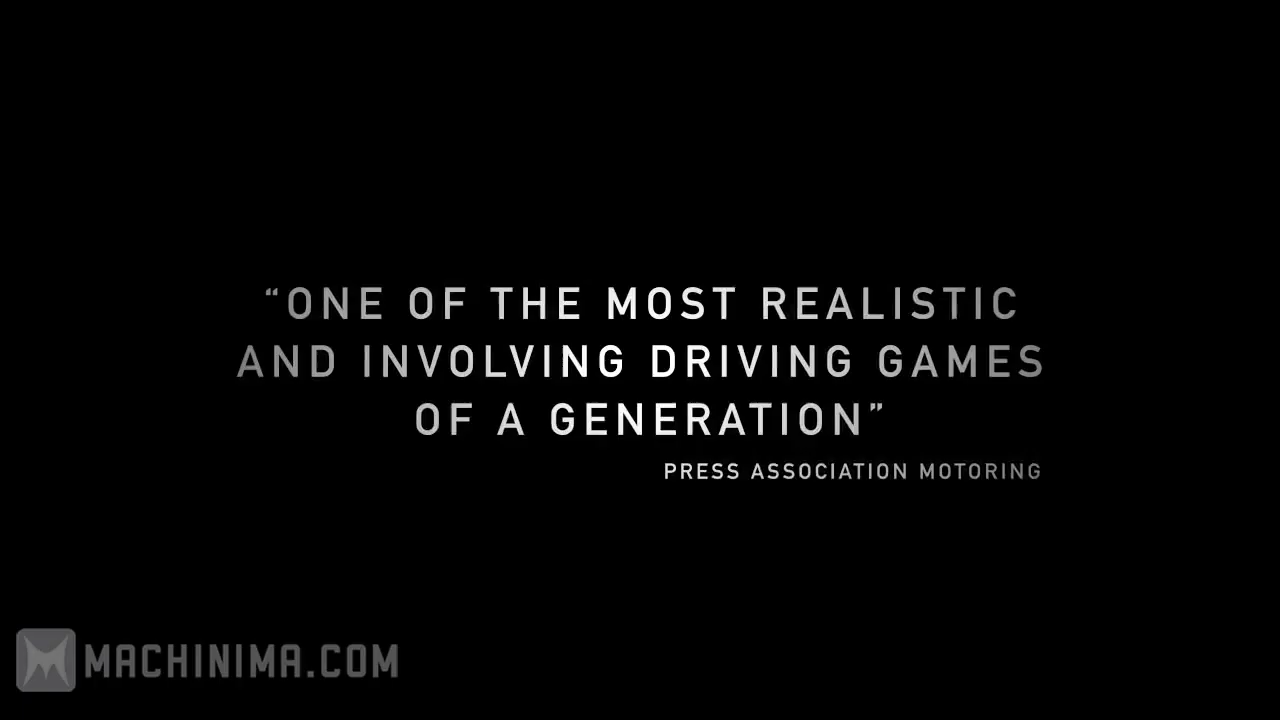 “ONE OF THE MOST REALISTIC
AND INVOLVING DRIVING GAMES
OF A GENERATION”
PRESS ASSOCIATION MOTORING
MACHINIMA.COM